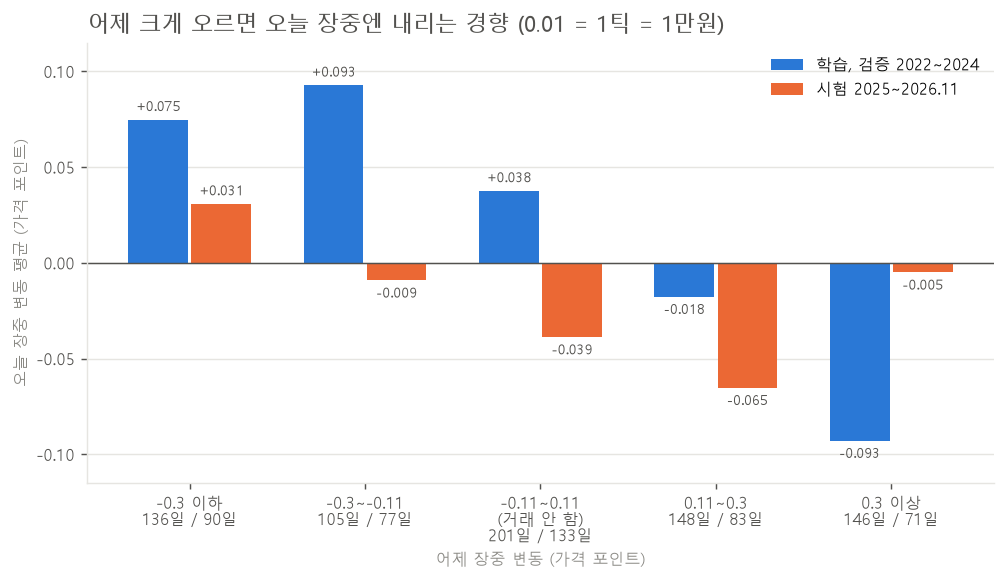 어제 크게 오르면 오늘 장중엔 내리는 경향 (0.01 = 1틱 = 1만원)
학습, 검증 2022~2024
시험 2025~2026.11
오늘 장중 변동 평균 (가격 포인트)
0.10
0.05
0.00
-0.05
-0.10
+0.075
+0.031
+0.093
-0.009
+0.038
-0.039
-0.018
-0.065
-0.093
-0.005
-0.3 이하
136일 / 90일
-0.3~-0.11
105일 / 77일
-0.11~0.11
(거래 안 함)
201일 / 133일
0.11~0.3
148일 / 83일
0.3 이상
146일 / 71일
어제 장중 변동 (가격 포인트)